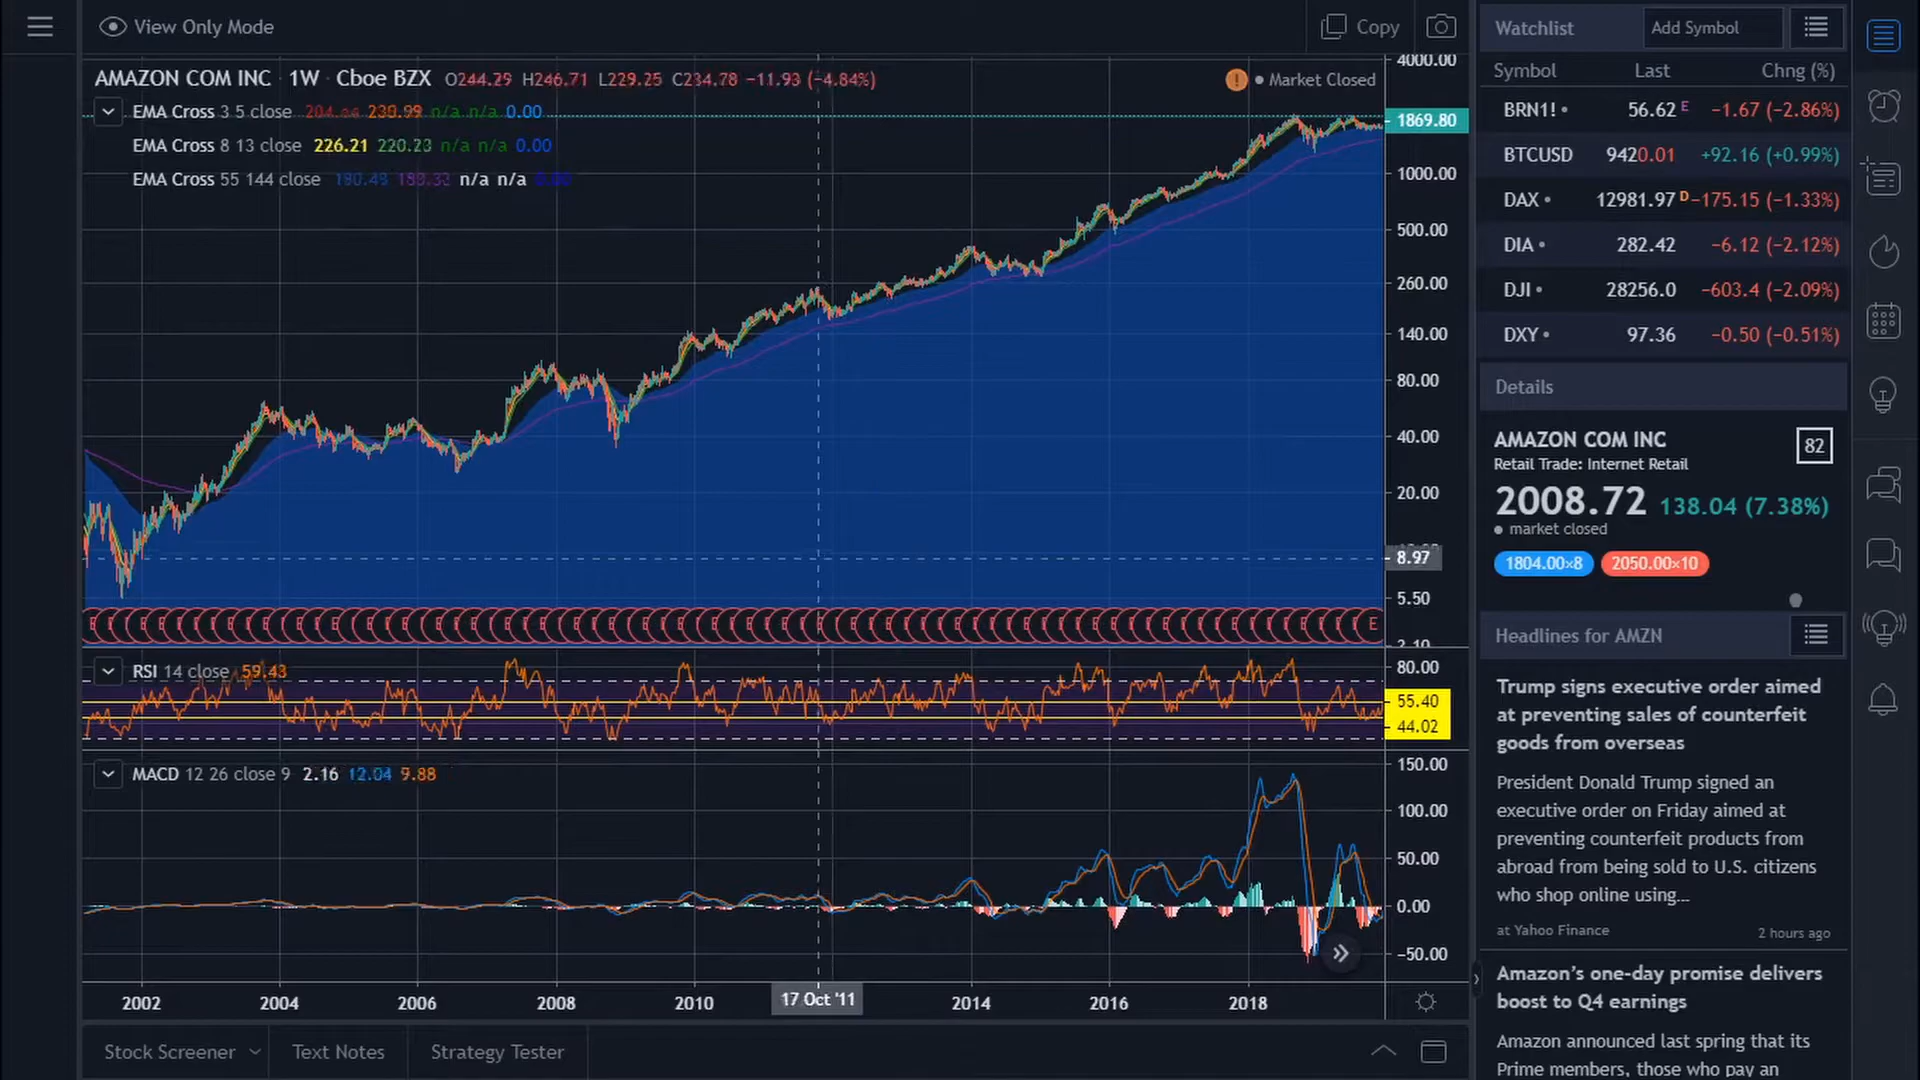 View Only Mode
Copy
AMAZON COM INC · 1W · Cboe BZX O244.29 H246.71 L229.25 C234.78 −11.93 (−4.84%)
Market Closed
EMA Cross 3 5 close 230.99 n/a n/a 0.00
EMA Cross 8 13 close 226.21 220.23 n/a n/a 0.00
EMA Cross 55 144 close n/a n/a
4000.00
1869.80
1000.00
500.00
260.00
140.00
80.00
40.00
20.00
8.97
5.50
RSI 14 close 59.43
80.00
55.40
44.02
MACD 12 26 close 9 2.16 12.04 9.88
150.00
100.00
50.00
0.00
−50.00
2002 2004 2006 2008 2010 17 Oct '11 2014 2016 2018
Stock Screener Text Notes Strategy Tester
Watchlist Add Symbol
Symbol Last Chng (%)
BRN1! 56.62 E −1.67 (−2.86%)
BTCUSD 9420.01 +92.16 (+0.99%)
DAX 12981.97 D −175.15 (−1.33%)
DIA 282.42 −6.12 (−2.12%)
DJI 28256.0 −603.4 (−2.09%)
DXY 97.36 −0.50 (−0.51%)
Details
AMAZON COM INC 82
Retail Trade: Internet Retail
2008.72 138.04 (7.38%)
market closed
1804.00×8 2050.00×10
Headlines for AMZN
Trump signs executive order aimed
at preventing sales of counterfeit
goods from overseas
President Donald Trump signed an
executive order on Friday aimed at
preventing counterfeit products from
abroad from being sold to U.S. citizens
who shop online using...
at Yahoo Finance 2 hours ago
Amazon's one-day promise delivers
boost to Q4 earnings
Amazon announced last spring that its
Prime members, those who pay an